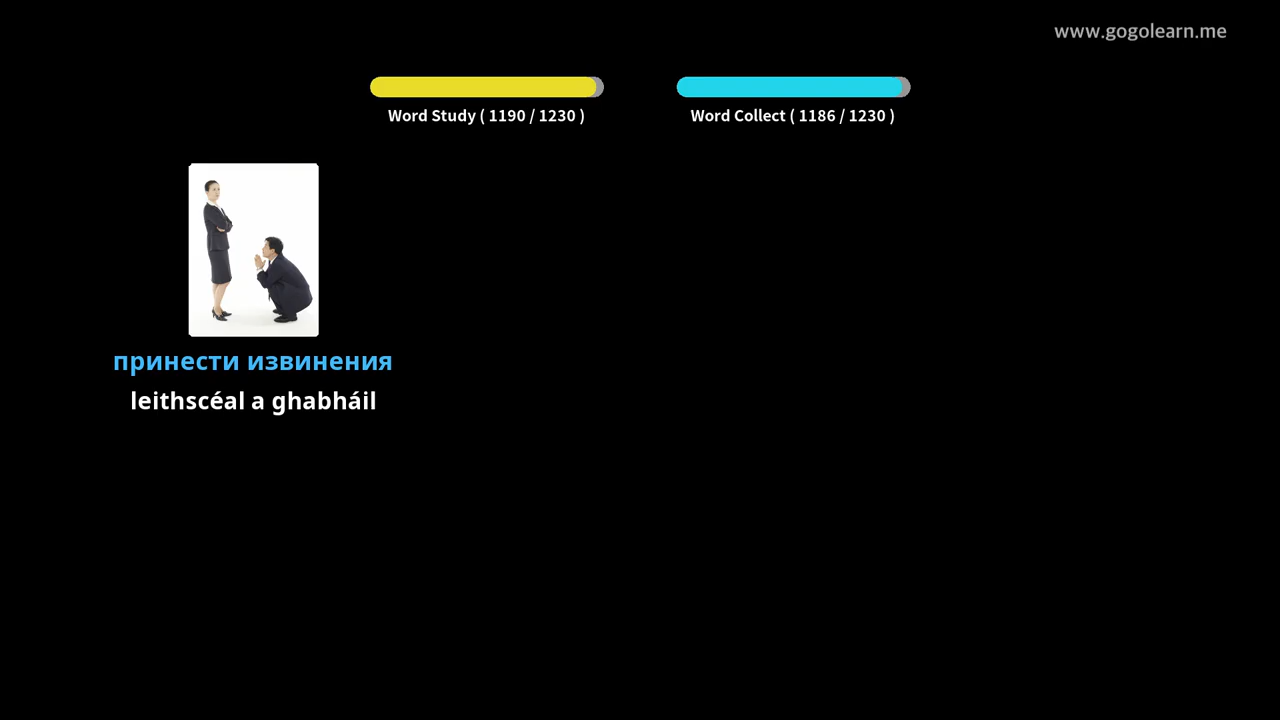 www.gogolearn.me
Word Study ( 1190 / 1230 )
Word Collect ( 1186 / 1230 )
принести извинения
leithscéal a ghabháil